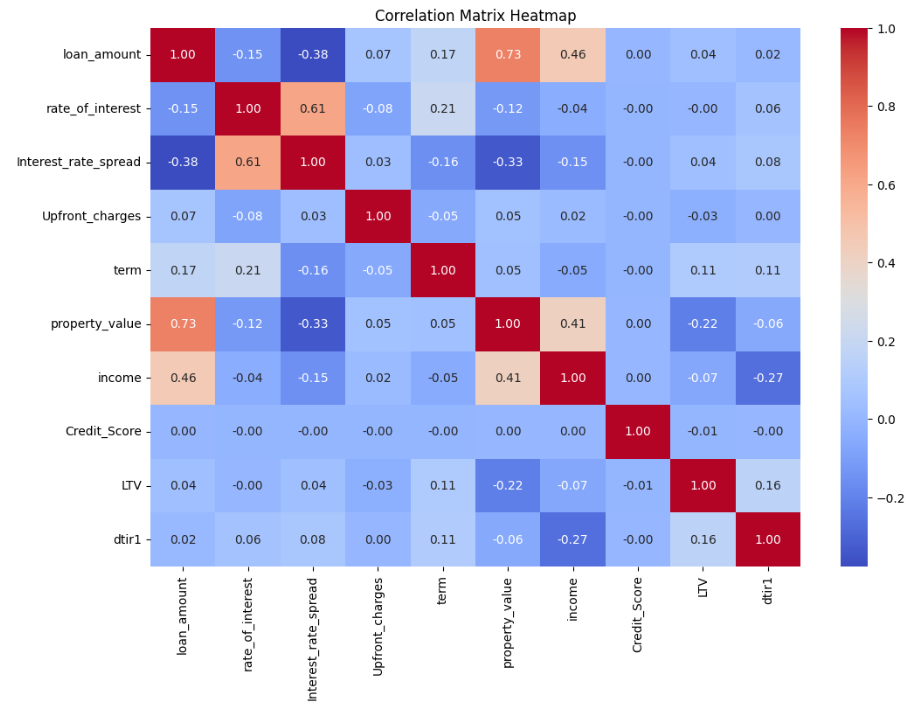 Correlation Matrix Heatmap
loan_amount 1.00 -0.15 -0.38 0.07 0.17 0.73 0.46 0.00 0.04 0.02
rate_of_interest -0.15 1.00 0.61 -0.08 0.21 -0.12 -0.04 -0.00 -0.00 0.06
Interest_rate_spread -0.38 0.61 1.00 0.03 -0.16 -0.33 -0.15 -0.00 0.04 0.08
Upfront_charges 0.07 -0.08 0.03 1.00 -0.05 0.05 0.02 -0.00 -0.03 0.00
term 0.17 0.21 -0.16 -0.05 1.00 0.05 -0.05 -0.00 0.11 0.11
property_value 0.73 -0.12 -0.33 0.05 0.05 1.00 0.41 0.00 -0.22 -0.06
income 0.46 -0.04 -0.15 0.02 -0.05 0.41 1.00 0.00 -0.07 -0.27
Credit_Score 0.00 -0.00 -0.00 -0.00 -0.00 0.00 0.00 1.00 -0.01 -0.00
LTV 0.04 -0.00 0.04 -0.03 0.11 -0.22 -0.07 -0.01 1.00 0.16
dtir1 0.02 0.06 0.08 0.00 0.11 -0.06 -0.27 -0.00 0.16 1.00
loan_amount
rate_of_interest
Interest_rate_spread
Upfront_charges
term
property_value
income
Credit_Score
LTV
dtir1
1.0
0.8
0.6
0.4
0.2
0.0
−0.2